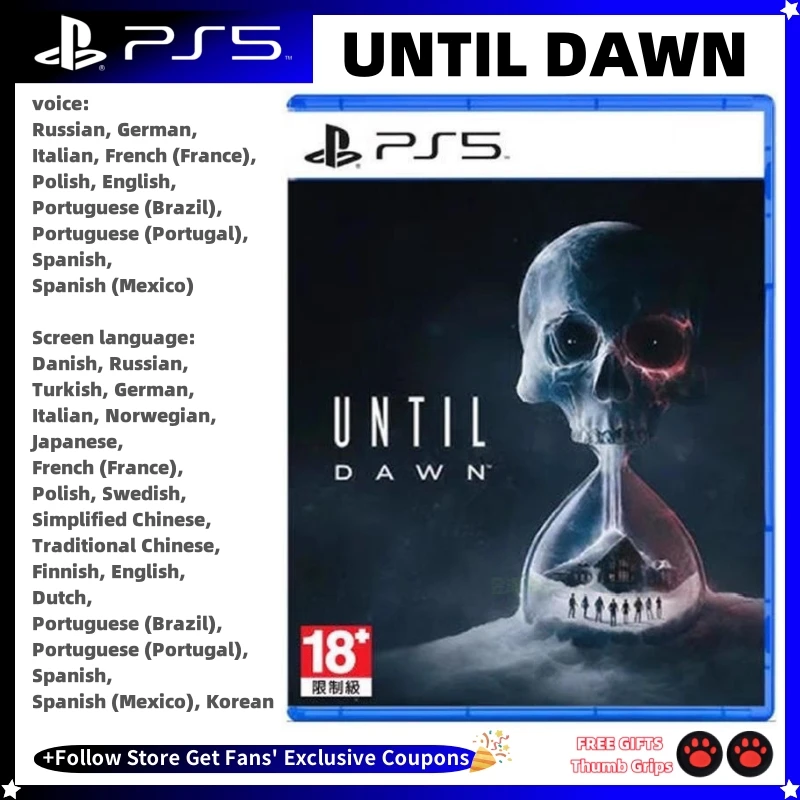 PS5
UNTIL DAWN
voice:
Russian, German,
Italian, French (France),
Polish, English,
Portuguese (Brazil),
Portuguese (Portugal),
Spanish,
Spanish (Mexico)
Screen language:
Danish, Russian,
Turkish, German,
Italian, Norwegian,
Japanese,
French (France),
Polish, Swedish,
Simplified Chinese,
Traditional Chinese,
Finnish, English,
Dutch,
Portuguese (Brazil),
Portuguese (Portugal),
Spanish,
Spanish (Mexico), Korean
PS5
UNTIL
DAWN™
18+
限制級
+Follow Store Get Fans' Exclusive Coupons
FREE GIFTS
Thumb Grips